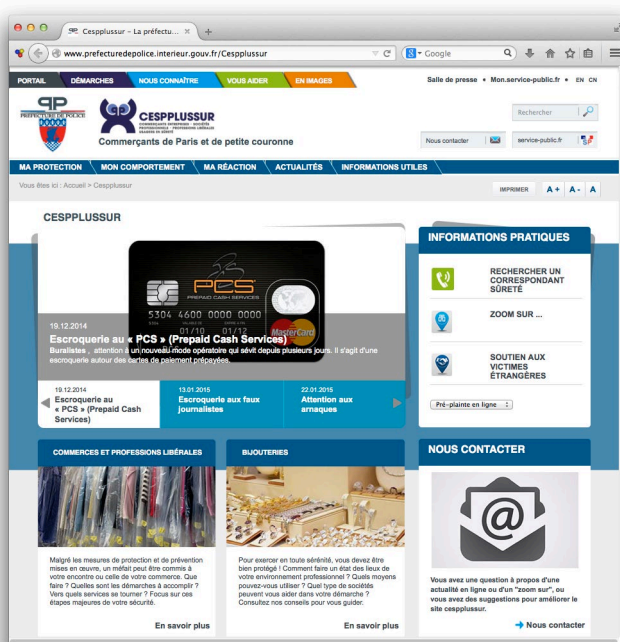 Cespplussur – La préfectu... ×
www.prefecturedepolice.interieur.gouv.fr/Cespplussur
Google
PORTAIL DÉMARCHES NOUS CONNAÎTRE VOUS AIDER EN IMAGES
Salle de presse • Mon.service-public.fr • EN CN
PRÉFECTURE DE POLICE
CESPPLUSSUR
COMMERÇANTS ENTREPRISE - SOCIÉTÉS
PROFESSIONNELS - PROFESSIONS LIBÉRALES
Commerçants de Paris et de petite couronne
Rechercher
Nous contacter
service-public.fr
SP
MA PROTECTION MON COMPORTEMENT MA RÉACTION ACTUALITÉS INFORMATIONS UTILES
Vous êtes ici : Accueil > Cespplussur
IMPRIMER A+ A- A
CESPPLUSSUR
PCS
PREPAID CASH SERVICES
5304 4600 0000 0000
5304
01/10 01/12
MasterCard
19.12.2014
Escroquerie au « PCS » (Prepaid Cash Services)
Buralistes , attention à un nouveau mode opératoire qui sévit depuis plusieurs jours. Il s'agit d'une
escroquerie autour des cartes de paiement prépayées.
19.12.2014
Escroquerie au
« PCS » (Prepaid Cash
Services)
13.01.2015
Escroquerie aux faux
journalistes
22.01.2015
Attention aux
arnaques
INFORMATIONS PRATIQUES
RECHERCHER UN
CORRESPONDANT
SÛRETÉ
ZOOM SUR ...
SOUTIEN AUX
VICTIMES
ÉTRANGÈRES
Pré-plainte en ligne
COMMERCES ET PROFESSIONS LIBÉRALES
Malgré les mesures de protection et de prévention
mises en œuvre, un méfait peut être commis à
votre encontre ou celle de votre commerce. Que
faire ? Quelles sont les démarches à accomplir ?
Vers quels services se tourner ? Focus sur ces
étapes majeures de votre sécurité.
En savoir plus
BIJOUTERIES
Pour exercer en toute sérénité, vous devez être
bien protégé ! Comment faire un état des lieux de
votre environnement professionnel ? Quels moyens
pouvez-vous utiliser ? Quel type de sociétés
peuvent vous aider dans votre démarche ?
Consultez nos conseils pour vous guider.
En savoir plus
NOUS CONTACTER
@
Vous avez une question à propos d'une
actualité en ligne ou d'un "zoom sur", ou
vous avez des suggestions pour améliorer le
site cespplussur.
Nous contacter